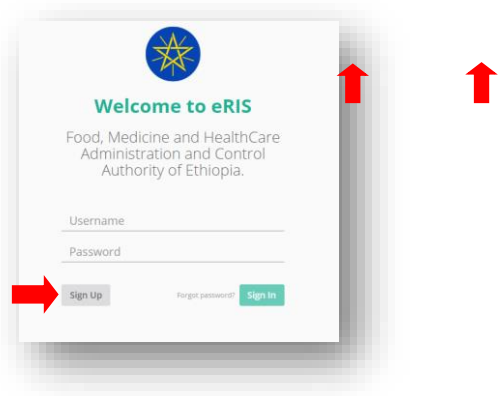 Welcome to eRIS
Food, Medicine and HealthCare
Administration and Control
Authority of Ethiopia.
Username
Password
Sign Up
Forgot password?
Sign In